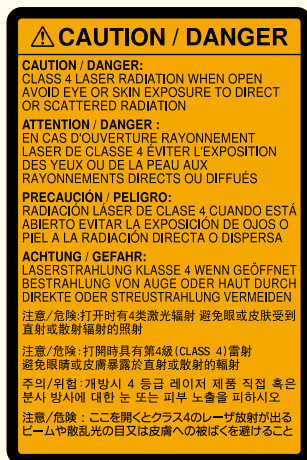 ⚠ CAUTION / DANGER
CAUTION / DANGER:
CLASS 4 LASER RADIATION WHEN OPEN
AVOID EYE OR SKIN EXPOSURE TO DIRECT
OR SCATTERED RADIATION
ATTENTION / DANGER :
EN CAS D'OUVERTURE RAYONNEMENT
LASER DE CLASSE 4 ÉVITER L'EXPOSITION
DES YEUX OU DE LA PEAU AUX
RAYONNEMENTS DIRECTS OU DIFFUÉS
PRECAUCIÓN / PELIGRO:
RADIACIÓN LÁSER DE CLASE 4 CUANDO ESTÁ
ABIERTO EVITAR LA EXPOSICIÓN DE OJOS O
PIEL A LA RADIACIÓN DIRECTA O DISPERSA
ACHTUNG / GEFAHR:
LASERSTRAHLUNG KLASSE 4 WENN GEÖFFNET
BESTRAHLUNG VON AUGE ODER HAUT DURCH
DIREKTE ODER STREUSTRAHLUNG VERMEIDEN
注意/危险:打开时有4类激光辐射 避免眼或皮肤受到
直射或散射辐射的照射
注意/危険:打開時具有第4級(CLASS 4)雷射
避免眼睛或皮膚暴露於直射或散射的輻射
주의/위험:개방시 4 등급 레이저 제품 직접 혹은
분사 방사에 대한 눈 또는 피부 노출을 피하시오
注意/危険：ここを開くとクラス4のレーザ放射が出る
ビームや散乱光の目又は皮膚への被ばくを避けること